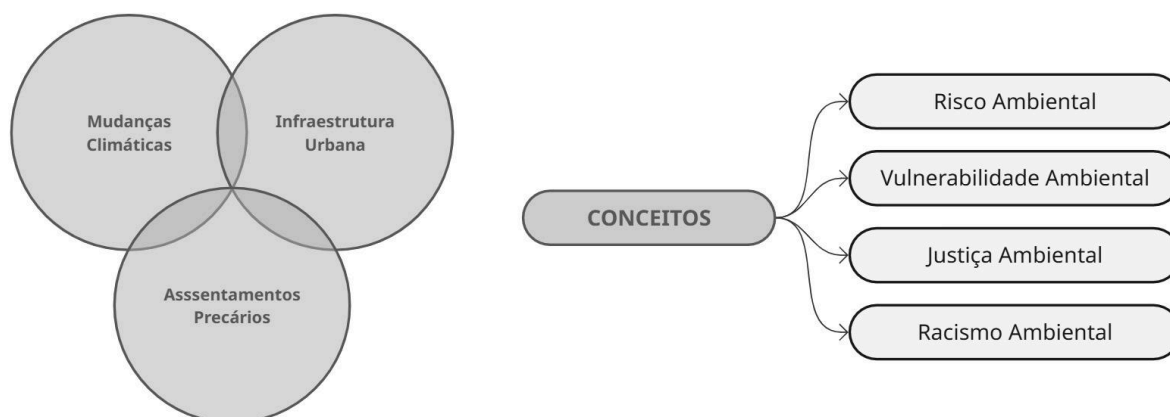 Mudanças
Climáticas
Infraestrutura
Urbana
Asssentamentos
Precários
CONCEITOS
Risco Ambiental
Vulnerabilidade Ambiental
Justiça Ambiental
Racismo Ambiental